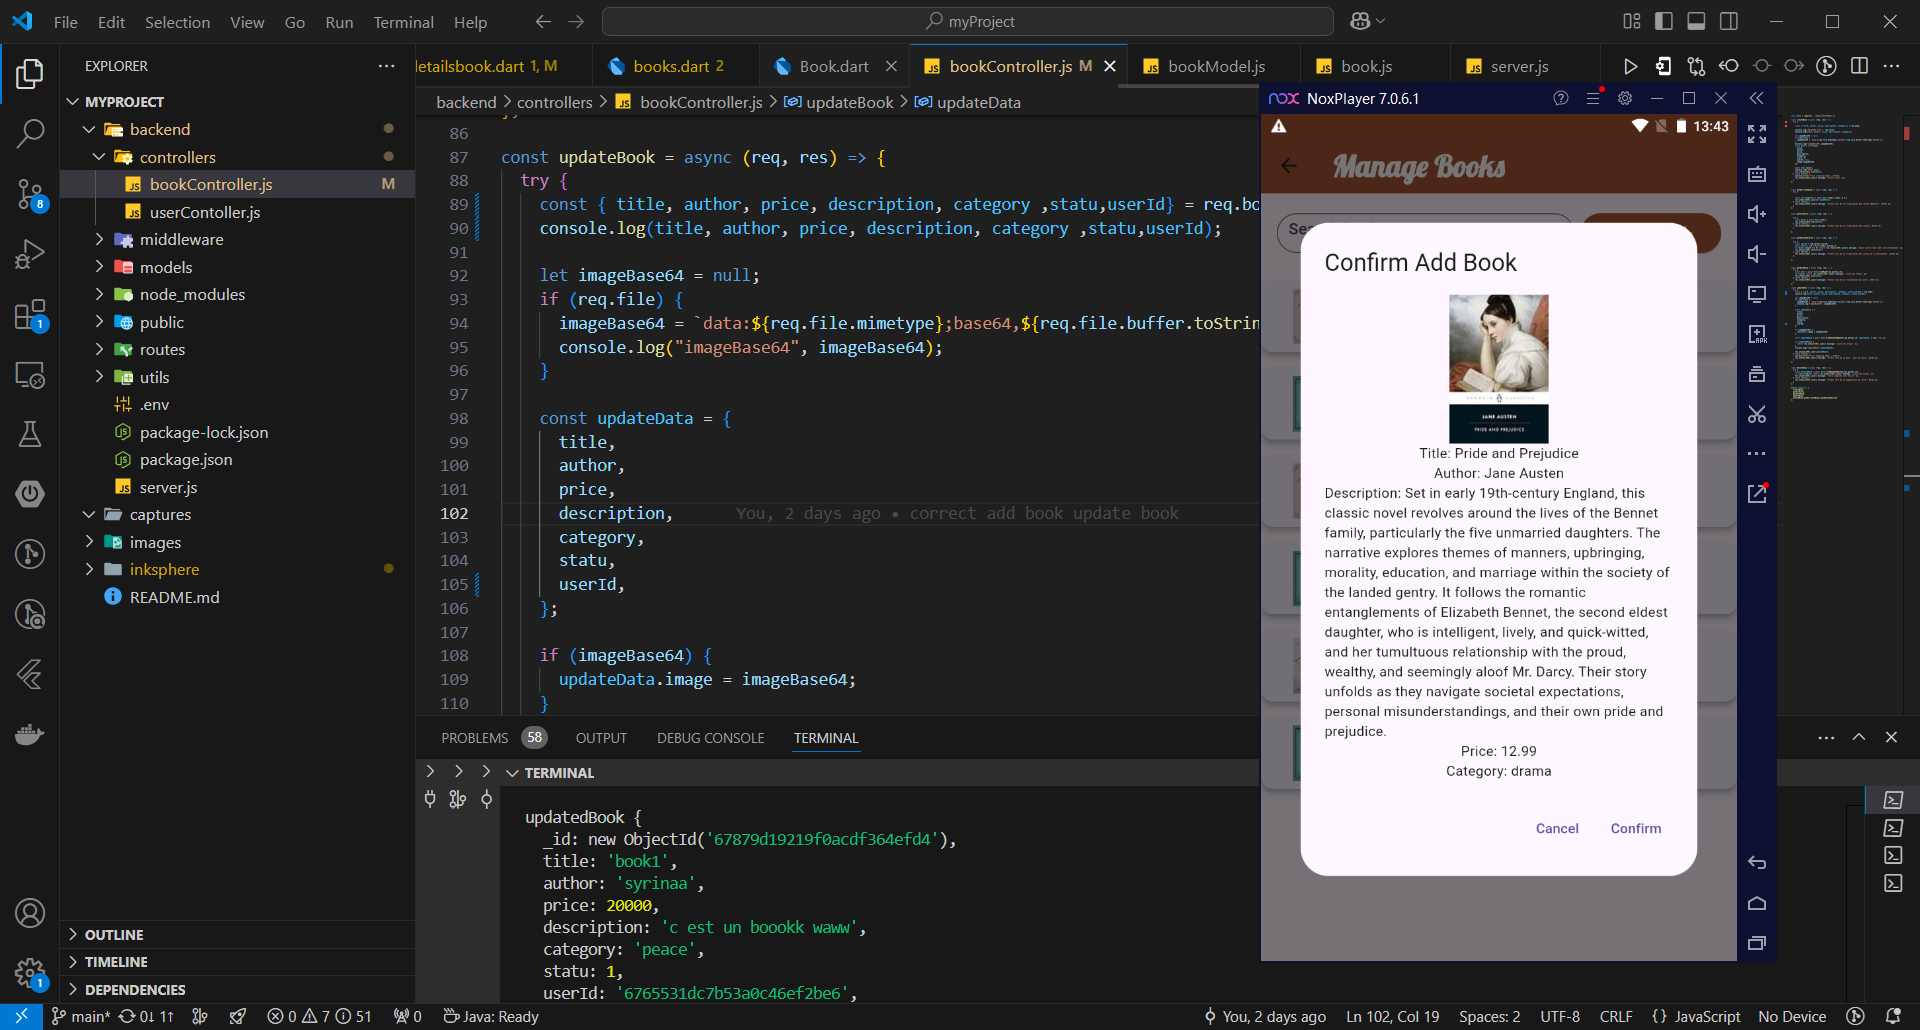 File Edit Selection View Go Run Terminal Help
myProject
EXPLORER
MYPROJECT
backend
controllers
bookController.js M
userContoller.js
middleware
models
node_modules
public
routes
utils
.env
package-lock.json
package.json
server.js
captures
images
inksphere
README.md
OUTLINE
TIMELINE
DEPENDENCIES
8
1
1
etailsbook.dart 1, M
books.dart 2
Book.dart
bookController.js M
bookModel.js
book.js
server.js
backend > controllers > JS bookController.js > updateBook > updateData
86
87 const updateBook = async (req, res) => {
88 try {
89 const { title, author, price, description, category ,statu,userId} = req.bo
90 console.log(title, author, price, description, category ,statu,userId);
91
92 let imageBase64 = null;
93 if (req.file) {
94 imageBase64 = `data:${req.file.mimetype};base64,${req.file.buffer.toStrin
95 console.log("imageBase64", imageBase64);
96 }
97
98 const updateData = {
99 title,
100 author,
101 price,
102 description, You, 2 days ago • correct add book update book
103 category,
104 statu,
105 userId,
106 };
107
108 if (imageBase64) {
109 updateData.image = imageBase64;
110 }
PROBLEMS 58 OUTPUT DEBUG CONSOLE TERMINAL
TERMINAL
updatedBook {
_id: new ObjectId('67879d19219f0acdf364efd4'),
title: 'book1',
author: 'syrinaa',
price: 20000,
description: 'c est un boookk waww',
category: 'peace',
statu: 1,
userId: '6765531dc7b53a0c46ef2be6',
nox NoxPlayer 7.0.6.1
13:43
Manage Books
Sea
Confirm Add Book
JANE AUSTEN
PRIDE AND PREJUDICE
Title: Pride and Prejudice
Author: Jane Austen
Description: Set in early 19th-century England, this
classic novel revolves around the lives of the Bennet
family, particularly the five unmarried daughters. The
narrative explores themes of manners, upbringing,
morality, education, and marriage within the society of
the landed gentry. It follows the romantic
entanglements of Elizabeth Bennet, the second eldest
daughter, who is intelligent, lively, and quick-witted,
and her tumultuous relationship with the proud,
wealthy, and seemingly aloof Mr. Darcy. Their story
unfolds as they navigate societal expectations,
personal misunderstandings, and their own pride and
prejudice.
Price: 12.99
Category: drama
Cancel Confirm
main* 0↓ 1↑ 0 7 51 0 Java: Ready
You, 2 days ago Ln 102, Col 19 Spaces: 2 UTF-8 CRLF {} JavaScript No Device